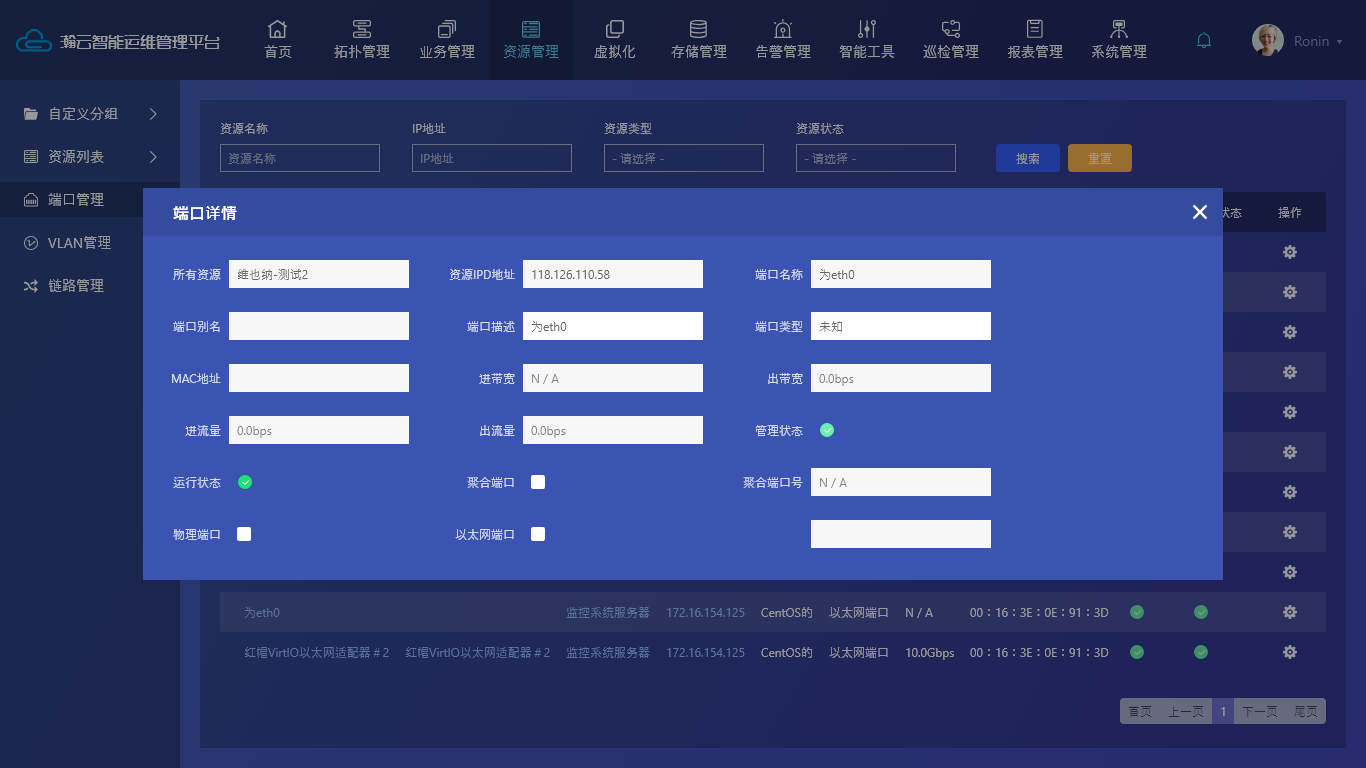 瀚云智能运维管理平台
首页 拓扑管理 业务管理 资源管理 虚拟化 存储管理 告警管理 智能工具 巡检管理 报表管理 系统管理
Ronin
自定义分组
资源列表
端口管理
VLAN管理
链路管理
资源名称 IP地址 资源类型 资源状态
资源名称 IP地址 - 请选择 - - 请选择 - 搜索 重置
状态 操作
端口详情
所有资源 维也纳-测试2 资源IPD地址 118.126.110.58 端口名称 为eth0
端口别名 端口描述 为eth0 端口类型 未知
MAC地址 进带宽 N / A 出带宽 0.0bps
进流量 0.0bps 出流量 0.0bps 管理状态
运行状态 聚合端口 聚合端口号 N / A
物理端口 以太网端口
为eth0 监控系统服务器 172.16.154.125 CentOS的 以太网端口 N / A 00：16：3E：0E：91：3D
红帽VirtIO以太网适配器＃2 红帽VirtIO以太网适配器＃2 监控系统服务器 172.16.154.125 CentOS的 以太网端口 10.0Gbps 00：16：3E：0E：91：3D
首页 上一页 1 下一页 尾页